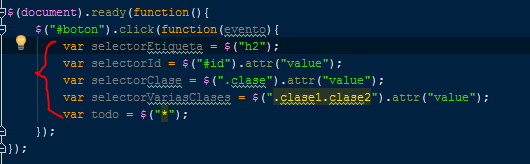 $(document).ready(function(){
$("#boton").click(function(evento){
var selectorEtiqueta = $("h2");
var selectorId = $("#id").attr("value");
var selectorClase = $(".clase").attr("value");
var selectorVariasClases = $(".clase1.clase2").attr("value");
var todo = $("*");
});
});